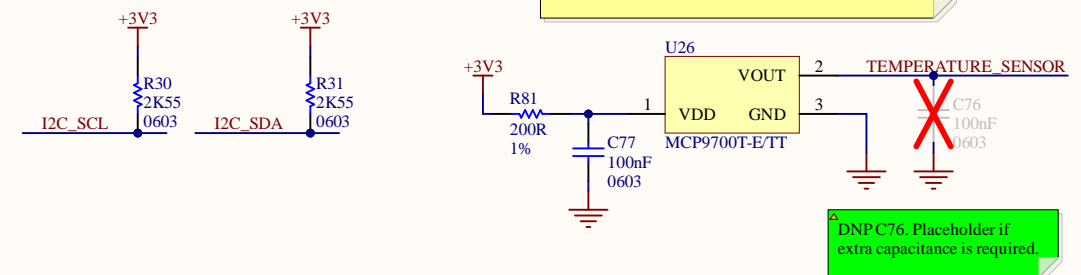 +3V3
R30
2K55
0603
I2C_SCL
+3V3
R31
2K55
0603
I2C_SDA
+3V3
R81
200R
1%
C77
100nF
0603
U26
1
VDD
VOUT
GND
2
3
MCP9700T-E/TT
TEMPERATURE_SENSOR
C76
100nF
0603
DNP C76. Placeholder if
extra capacitance is required.